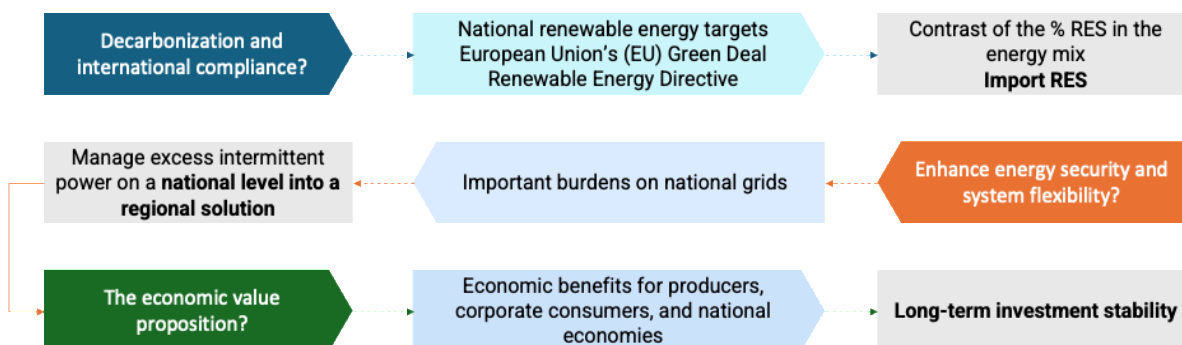 Decarbonization and
international compliance?
National renewable energy targets
European Union’s (EU) Green Deal
Renewable Energy Directive
Contrast of the % RES in the
energy mix
Import RES
Enhance energy security and
system flexibility?
Important burdens on national grids
Manage excess intermittent
power on a national level into a
regional solution
The economic value
proposition?
Economic benefits for producers,
corporate consumers, and national
economies
Long-term investment stability